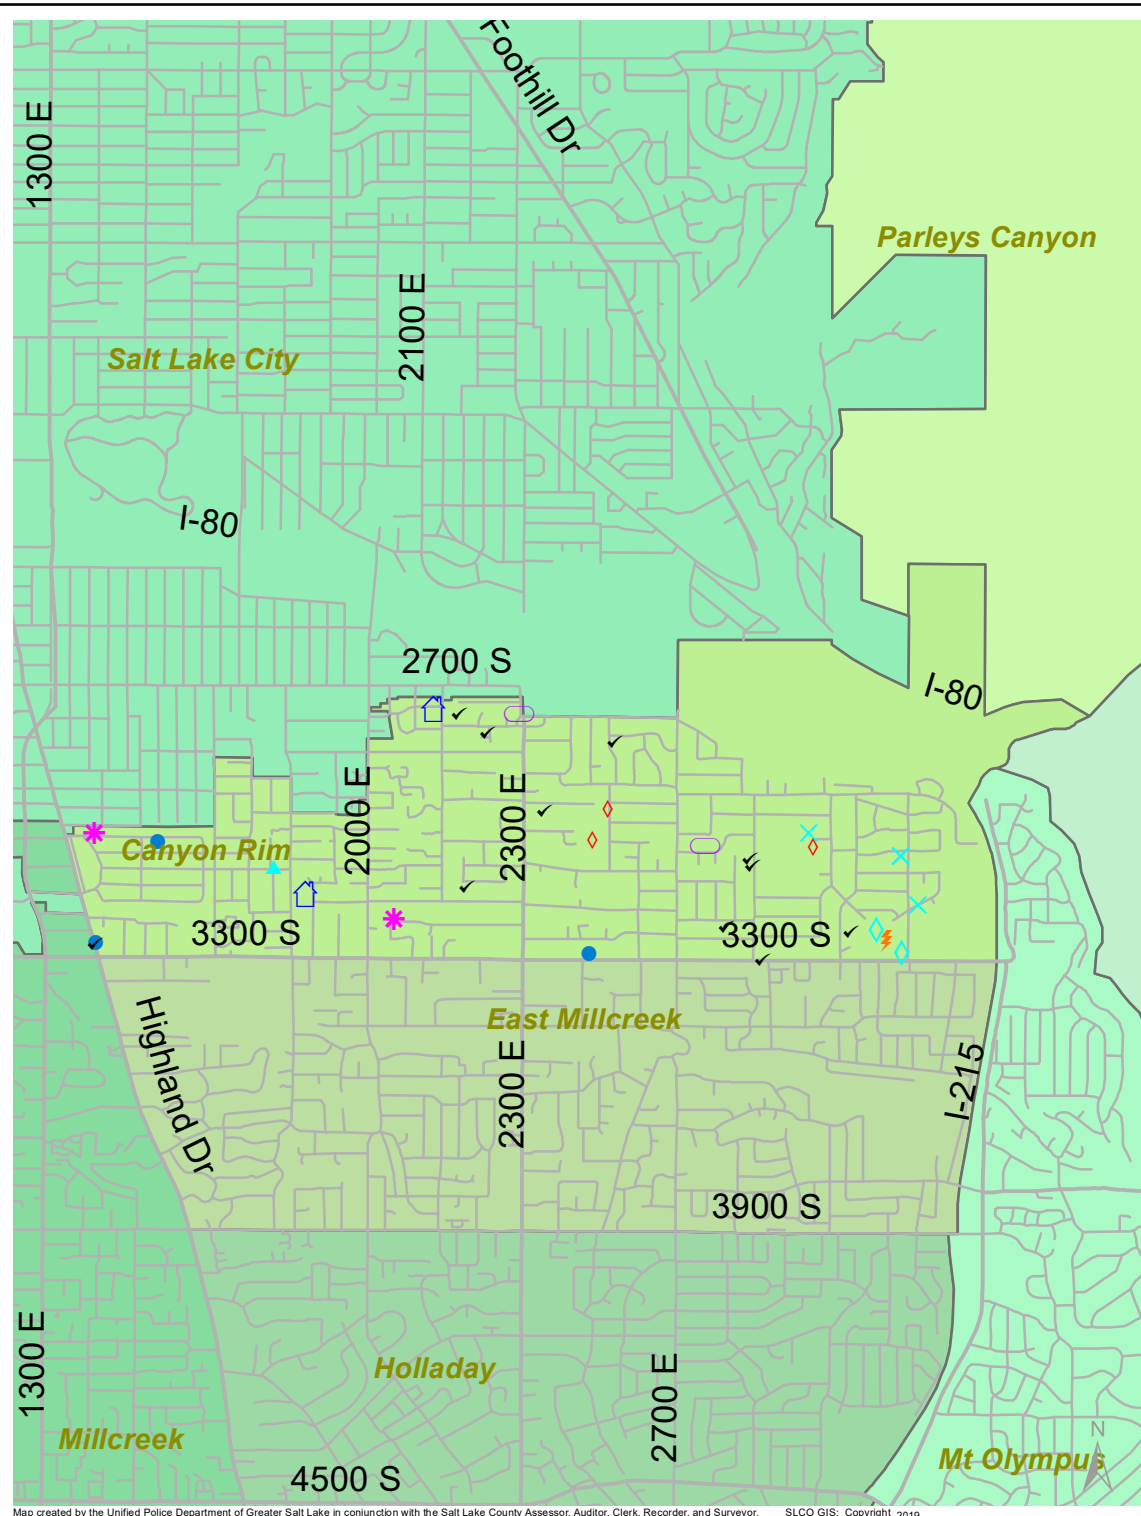 Foothill Dr
1300 E
Parleys Canyon
2100 E
Salt Lake City
I-80
2700 S
I-80
2000 E
2300 E
Canyon Rim
3300 S
3300 S
East Millcreek
Highland Dr
2300 E
I-215
3900 S
1300 E
Holladay
2700 E
Millcreek
N
Mt Olympus
4500 S
Map created by the Unified Police Department of Greater Salt Lake in conjunction with the Salt Lake County Assessor, Auditor, Clerk, Recorder, and Surveyor. SLCO GIS: Copyright 2019